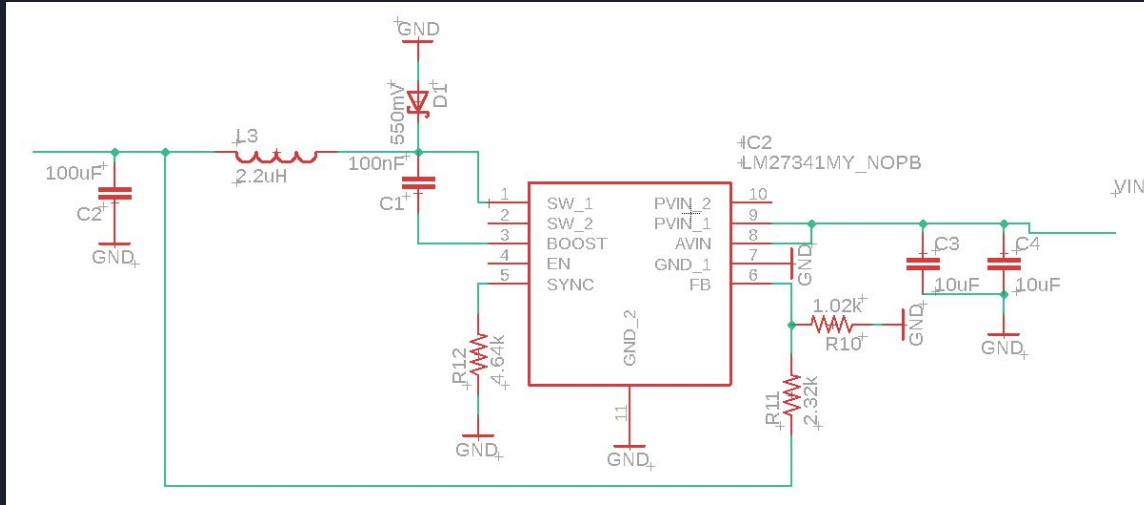 GND
550mV
D1
L3
2.2uH
100uF
C2
GND
100nF
C1
IC2
LM27341MY_NOPB
VIN
1
SW_1
PVIN_2
10
2
SW_2
PVIN_1
9
3
BOOST
AVIN
8
4
EN
GND_1
7
5
SYNC
FB
6
GND_2
11
GND
GND
C3
10uF
C4
10uF
GND
1.02k
R10
GND
R11
2.32k
R12
4.64k
GND